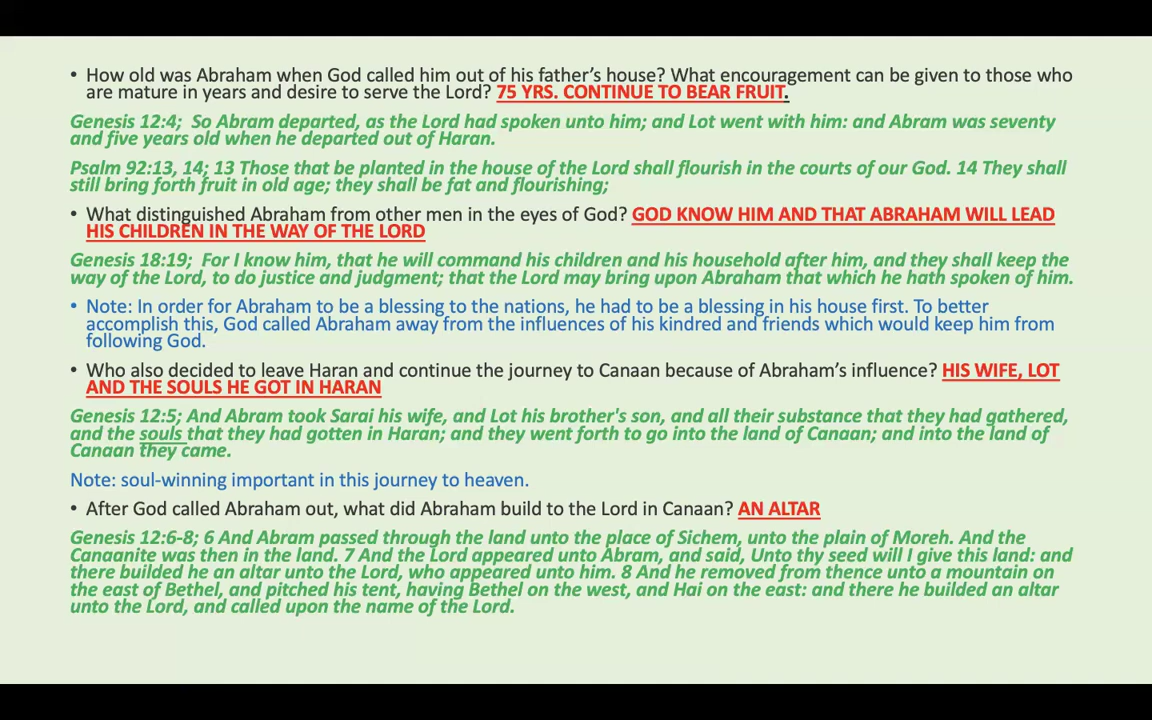 • How old was Abraham when God called him out of his father's house? What encouragement can be given to those who
are mature in years and desire to serve the Lord? 75 YRS. CONTINUE TO BEAR FRUIT.
Genesis 12:4; So Abram departed, as the Lord had spoken unto him; and Lot went with him: and Abram was seventy
and five years old when he departed out of Haran.
Psalm 92:13, 14; 13 Those that be planted in the house of the Lord shall flourish in the courts of our God. 14 They shall
still bring forth fruit in old age; they shall be fat and flourishing;
• What distinguished Abraham from other men in the eyes of God? GOD KNOW HIM AND THAT ABRAHAM WILL LEAD
HIS CHILDREN IN THE WAY OF THE LORD
Genesis 18:19; For I know him, that he will command his children and his household after him, and they shall keep the
way of the Lord, to do justice and judgment; that the Lord may bring upon Abraham that which he hath spoken of him.
• Note: In order for Abraham to be a blessing to the nations, he had to be a blessing in his house first. To better
accomplish this, God called Abraham away from the influences of his kindred and friends which would keep him from
following God.
• Who also decided to leave Haran and continue the journey to Canaan because of Abraham's influence? HIS WIFE, LOT
AND THE SOULS HE GOT IN HARAN
Genesis 12:5; And Abram took Sarai his wife, and Lot his brother's son, and all their substance that they had gathered,
and the souls that they had gotten in Haran; and they went forth to go into the land of Canaan; and into the land of
Canaan they came.
Note: soul-winning important in this journey to heaven.
• After God called Abraham out, what did Abraham build to the Lord in Canaan? AN ALTAR
Genesis 12:6-8; 6 And Abram passed through the land unto the place of Sichem, unto the plain of Moreh. And the
Canaanite was then in the land. 7 And the Lord appeared unto Abram, and said, Unto thy seed will I give this land: and
there builded he an altar unto the Lord, who appeared unto him. 8 And he removed from thence unto a mountain on
the east of Bethel, and pitched his tent, having Bethel on the west, and Hai on the east: and there he builded an altar
unto the Lord, and called upon the name of the Lord.